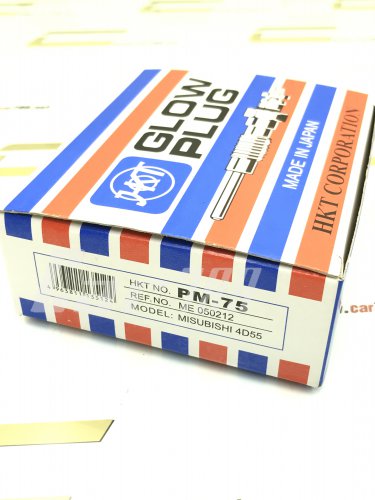 GLOW
PLUG
HKT
MADE IN JAPAN
HKT CORPORATION
HKT NO. PM-75
REF.NO. ME 050212
MODEL: MISUBISHI 4D55
.car